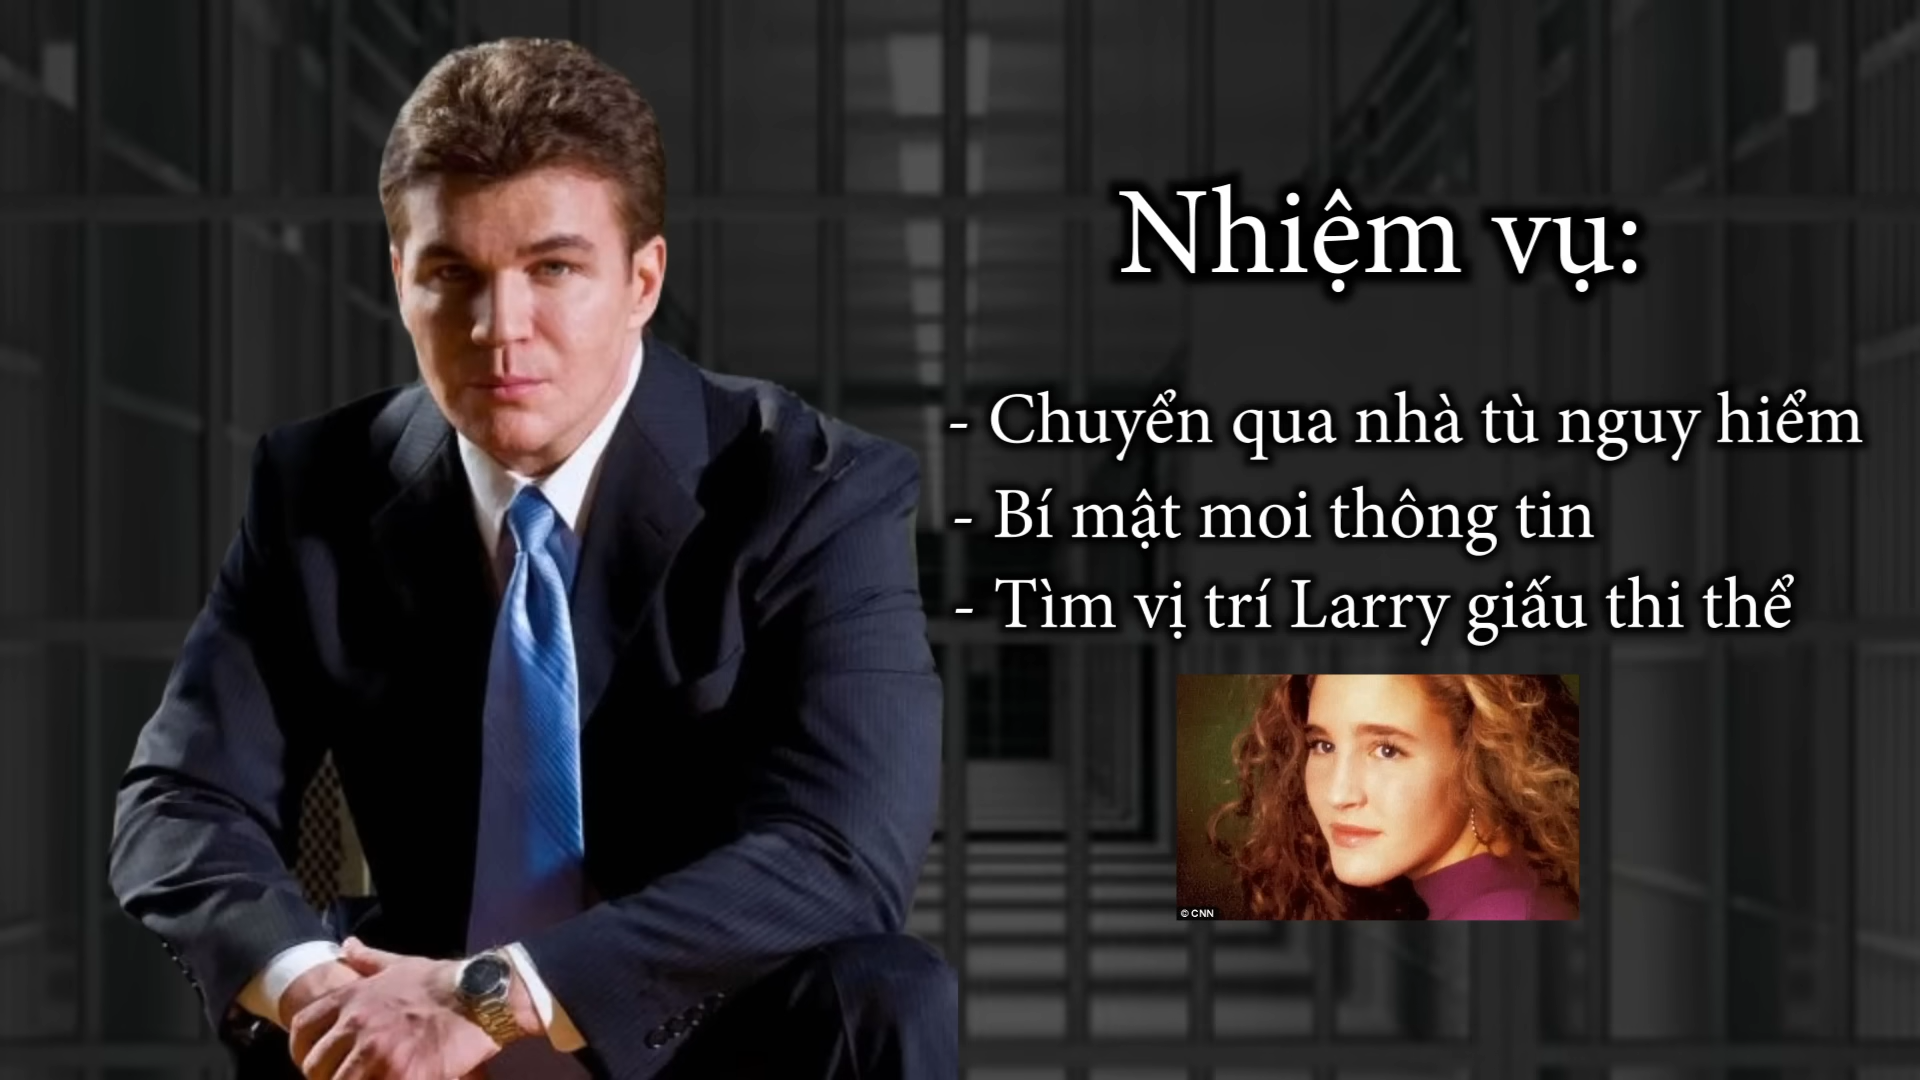 Nhiệm vụ:
- Chuyển qua nhà tù nguy hiểm
- Bí mật moi thông tin
- Tìm vị trí Larry giấu thi thể
© CNN